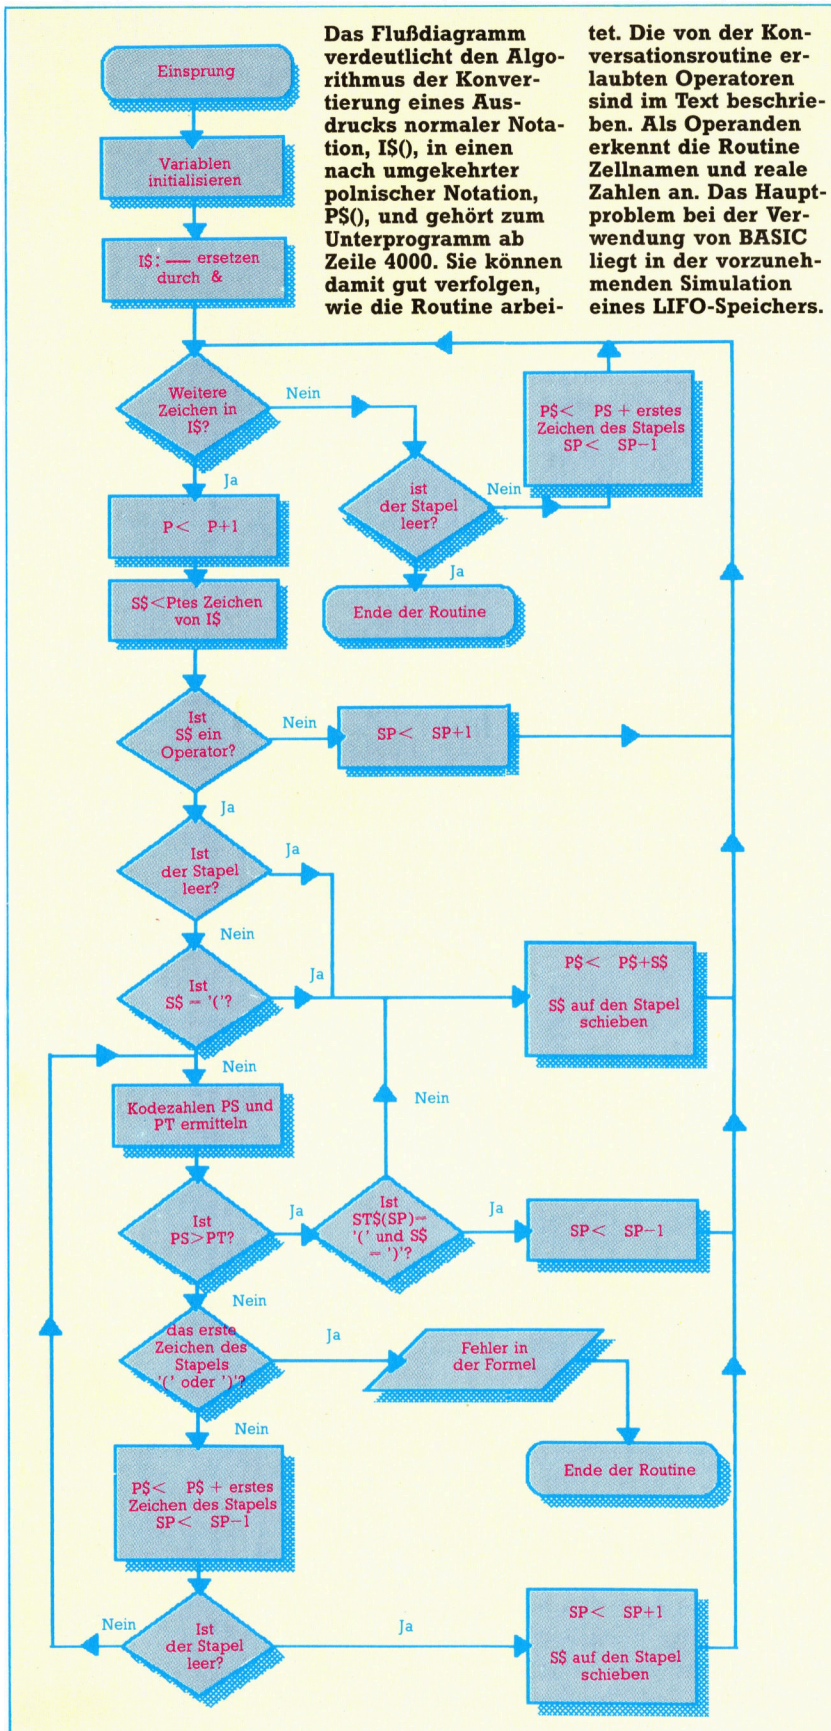 Das Flußdiagramm
verdeutlicht den Algo-
rithmus der Konver-
tierung eines Aus-
drucks normaler Nota-
tion, I$(), in einen
nach umgekehrter
polnischer Notation,
P$(), und gehört zum
Unterprogramm ab
Zeile 4000. Sie können
damit gut verfolgen,
wie die Routine arbei-
tet. Die von der Kon-
versationsroutine er-
laubten Operatoren
sind im Text beschrie-
ben. Als Operanden
erkennt die Routine
Zellnamen und reale
Zahlen an. Das Haupt-
problem bei der Ver-
wendung von BASIC
liegt in der vorzuneh-
menden Simulation
eines LIFO-Speichers.
Einsprung
Variablen
initialisieren
I$: — ersetzen
durch &
Weitere
Zeichen in
I$?
Nein
Ja
ist
der Stapel
leer?
Nein
Ja
P$< PS + erstes
Zeichen des Stapels
SP< SP-1
Ende der Routine
P< P+1
S$<Ptes Zeichen
von I$
Ist
S$ ein
Operator?
Nein
SP< SP+1
Ja
Ist
der Stapel
leer?
Ja
Nein
Ist
S$ = '('?
Ja
P$< P$+S$
S$ auf den Stapel
schieben
Nein
Kodezahlen PS und
PT ermitteln
Nein
Ist
PS>PT?
Ja
Ist
ST$(SP)=
'(' und S$
= ')'?
Ja
SP< SP-1
Nein
das erste
Zeichen des
Stapels
'(' oder ')'?
Ja
Fehler in
der Formel
Nein
Ende der Routine
P$< P$ + erstes
Zeichen des Stapels
SP< SP-1
Nein
Ist
der Stapel
leer?
Ja
SP< SP+1
S$ auf den Stapel
schieben